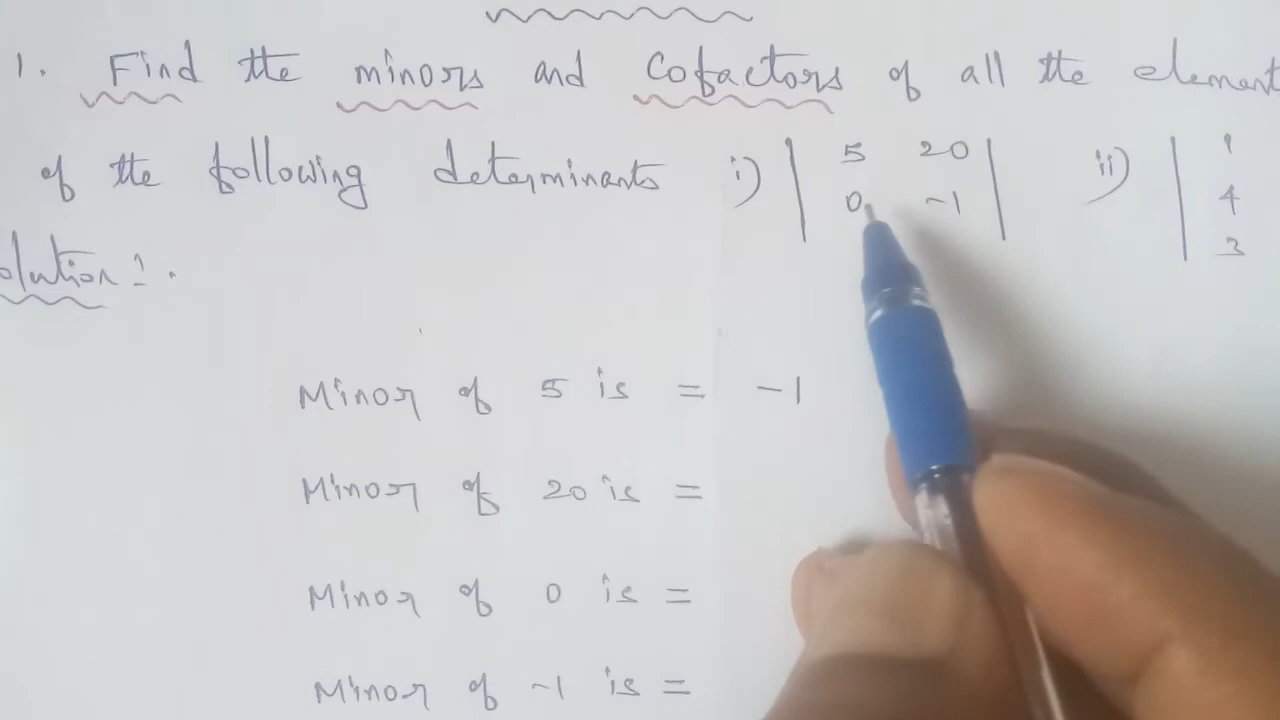 1. Find the minors and Cofactors of all the element
of the following determinants i) | 5 20 | ii) | 1
0 -1 4
3
olution :.
Minor of 5 is = -1
Minor of 20 is =
Minor of 0 is =
Minor of -1 is =